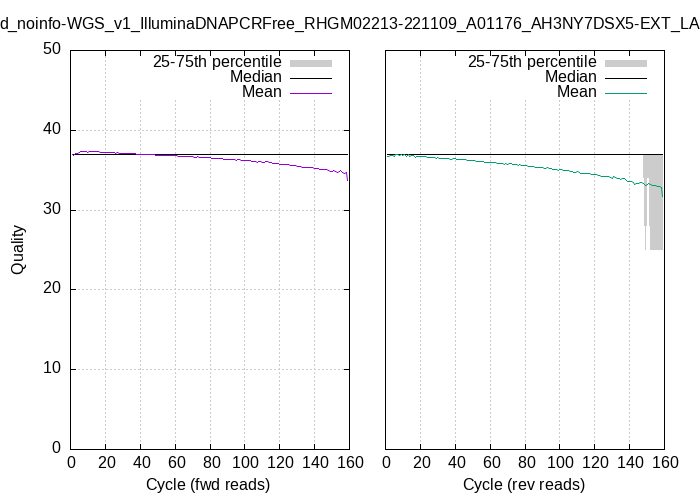 d_noinfo-WGS_v1_IlluminaDNAPCRFree_RHGM02213-221109_A01176_AH3NY7DSX5-EXT_LA
50
40
30
20
10
0
Quality
25-75th percentile
Median
Mean
0 20 40 60 80 100 120 140 160
Cycle (fwd reads)
25-75th percentile
Median
Mean
0 20 40 60 80 100 120 140 160
Cycle (rev reads)